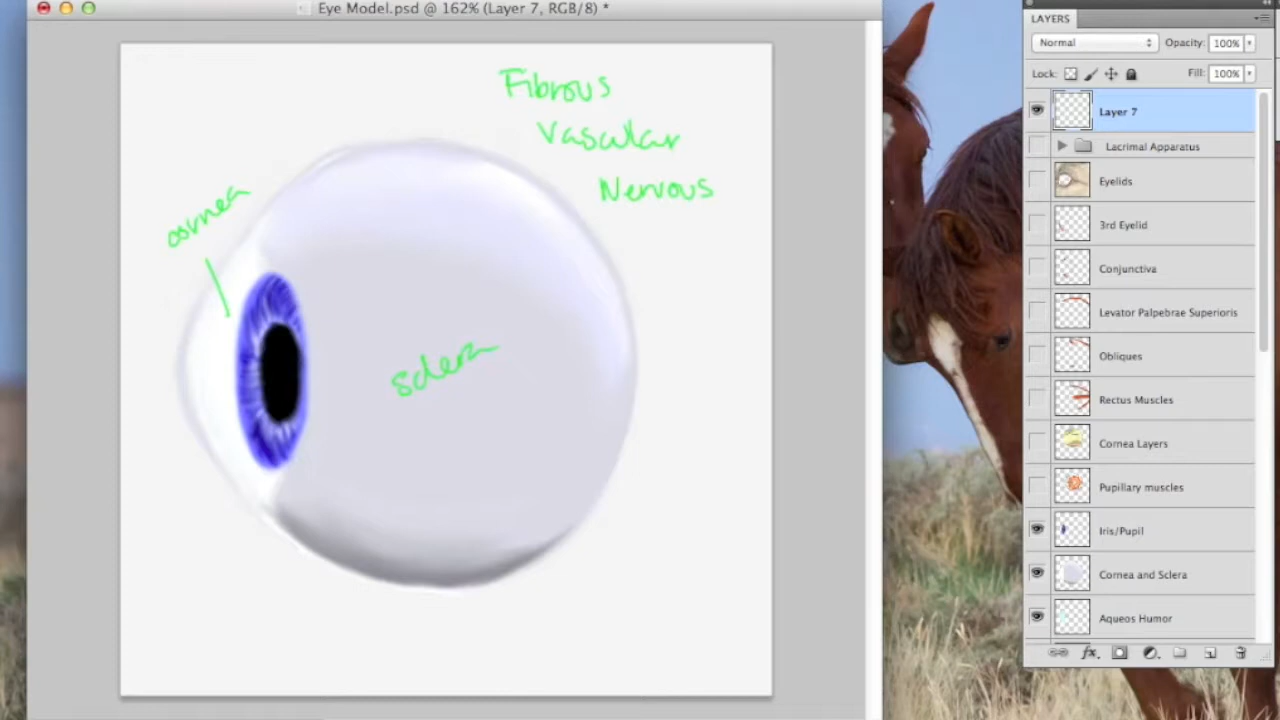 Eye Model.psd @ 162% (Layer 7, RGB/8) *
Fibrous
Vascular
Nervous
cornea
sclera
LAYERS
Normal
Opacity: 100%
Lock:
Fill: 100%
Layer 7
Lacrimal Apparatus
Eyelids
3rd Eyelid
Conjunctiva
Levator Palpebrae Superioris
Obliques
Rectus Muscles
Cornea Layers
Pupillary muscles
Iris/Pupil
Cornea and Sclera
Aqueos Humor
fx